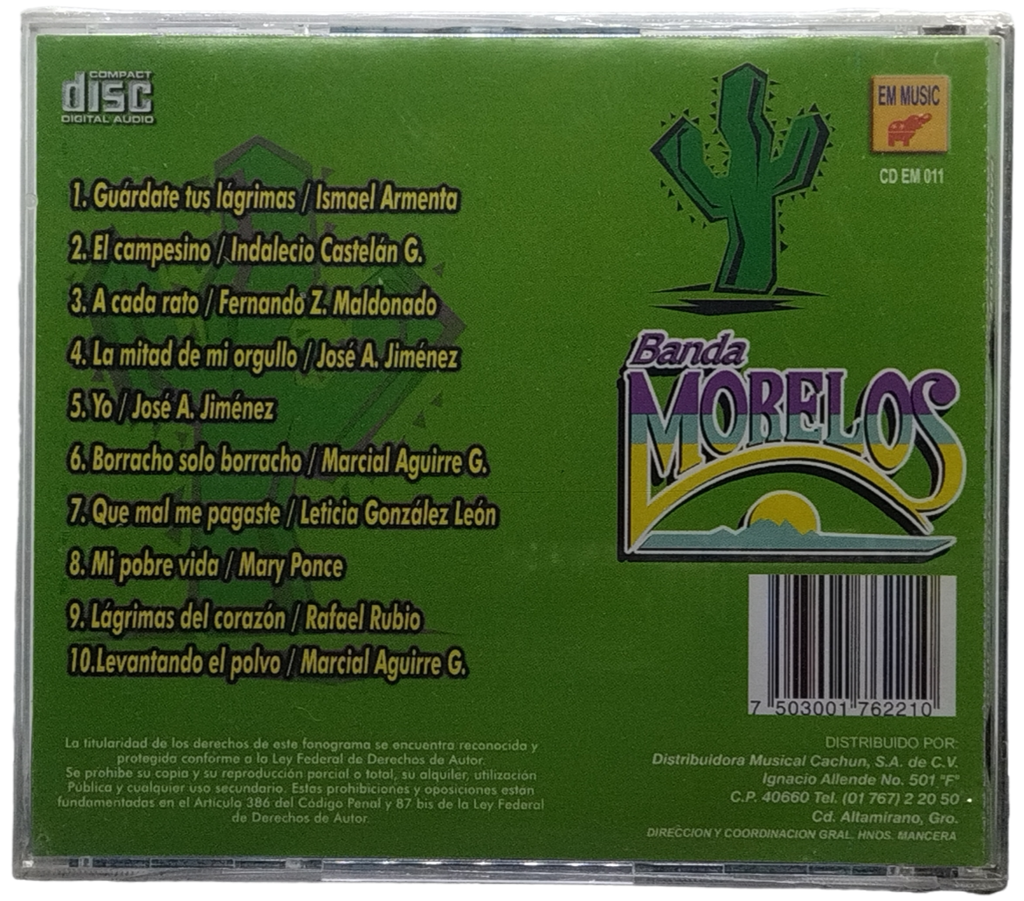 COMPACT
disc
DIGITAL AUDIO
EM MUSIC
CD EM 011
1. Guárdate tus lágrimas / Ismael Armenta
2. El campesino / Indalecio Castelán G.
3. A cada rato / Fernando Z. Maldonado
4. La mitad de mi orgullo / José A. Jiménez
5. Yo / José A. Jiménez
6. Borracho solo borracho / Marcial Aguirre G.
7. Que mal me pagaste / Leticia González León
8. Mi pobre vida / Mary Ponce
9. Lágrimas del corazón / Rafael Rubio
10.Levantando el polvo / Marcial Aguirre G.
Banda
MORELOS
7 503001 762210
La titularidad de los derechos de este fonograma se encuentra reconocida y
protegida conforme a la Ley Federal de Derechos de Autor.
Se prohibe su copia y su reproducción parcial o total, su alquiler, utilización
Pública y cualquier uso secundario. Estas prohibiciones y oposiciones están
fundamentadas en el Artículo 386 del Código Penal y 87 bis de la Ley Federal
de Derechos de Autor.
DISTRIBUIDO POR:
Distribuidora Musical Cachun, S.A. de C.V.
Ignacio Allende No. 501 "F"
C.P. 40660 Tel. (01 767) 2 20 50
Cd. Altamirano, Gro.
DIRECCION Y COORDINACION GRAL. HNOS. MANCERA